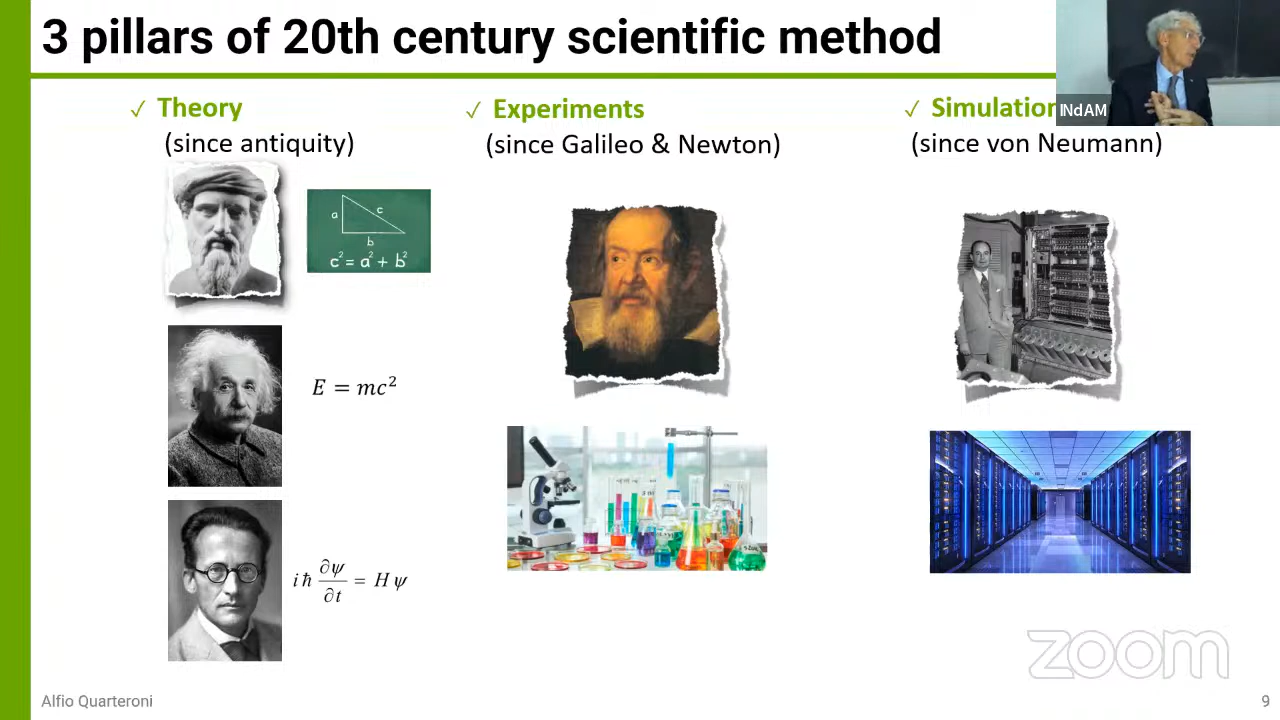 3 pillars of 20th century scientific method
INdAM
✓ Theory
(since antiquity)
a
c
b
c² = a² + b²
E = mc²
iħ ∂ψ/∂t = Hψ
✓ Experiments
(since Galileo & Newton)
✓ Simulation
(since von Neumann)
zoom
Alfio Quarteroni
9